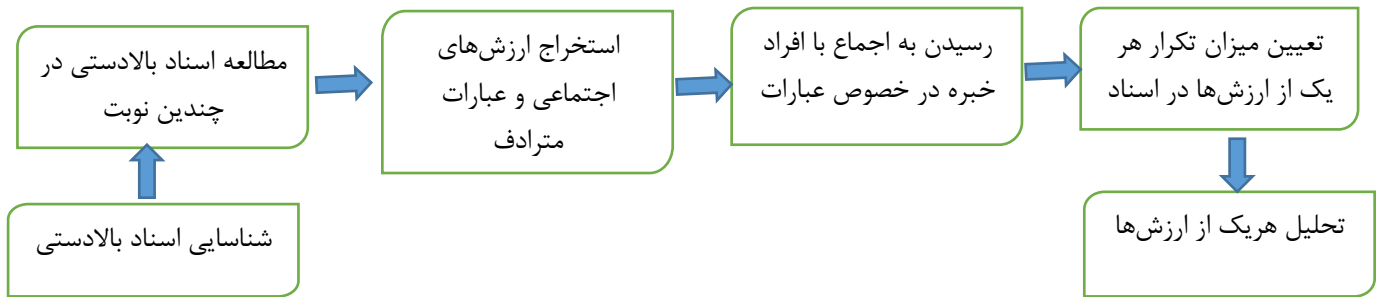 شناسایی اسناد بالادستی
مطالعه اسناد بالادستی در
چندین نوبت
استخراج ارزش‌های
اجتماعی و عبارات
مترادف
رسیدن به اجماع با افراد
خبره در خصوص عبارات
تعیین میزان تکرار هر
یک از ارزش‌ها در اسناد
تحلیل هریک از ارزش‌ها